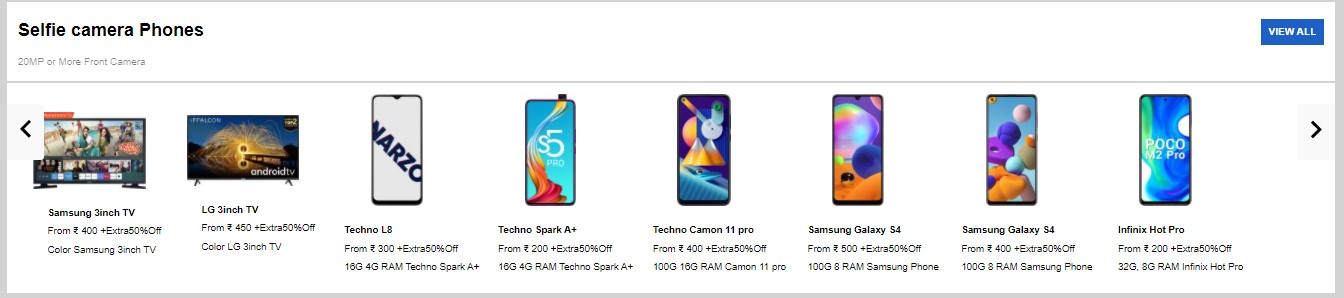 Selfie camera Phones
VIEW ALL
20MP or More Front Camera
iFFALCON
androidtv
NARZO
S5
PRO
POCO
M2 Pro
Samsung 3inch TV
From ₹ 400 +Extra50%Off
Color Samsung 3inch TV
LG 3inch TV
From ₹ 450 +Extra50%Off
Color LG 3inch TV
Techno L8
From ₹ 300 +Extra50%Off
16G 4G RAM Techno Spark A+
Techno Spark A+
From ₹ 200 +Extra50%Off
16G 4G RAM Techno Spark A+
Techno Camon 11 pro
From ₹ 400 +Extra50%Off
100G 16G RAM Camon 11 pro
Samsung Galaxy S4
From ₹ 500 +Extra50%Off
100G 8 RAM Samsung Phone
Samsung Galaxy S4
From ₹ 400 +Extra50%Off
100G 8 RAM Samsung Phone
Infinix Hot Pro
From ₹ 200 +Extra50%Off
32G, 8G RAM Infinix Hot Pro